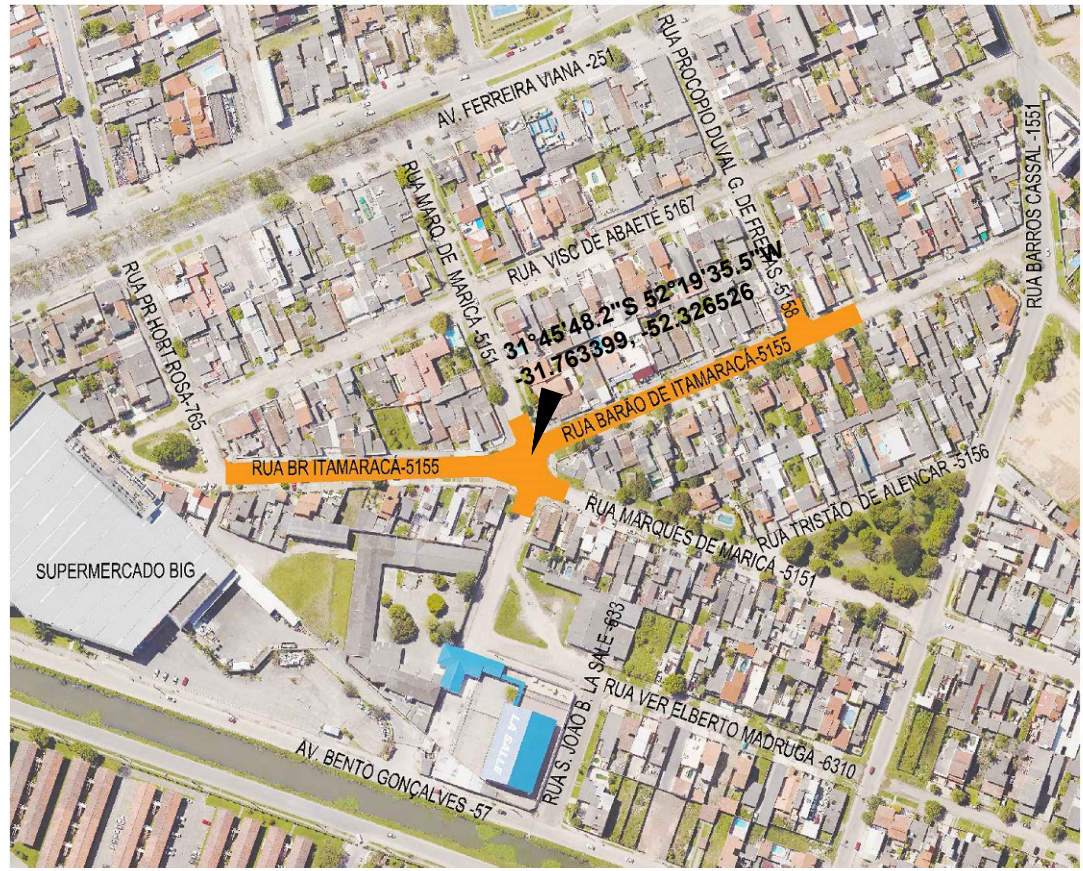 AV. FERREIRA VIANA -251
RUA PROCOPIO DUVAL G. DE FREITAS -5158
RUA BARROS CASSAL -1551
RUA MARQ. DE MARICA -5151
RUA VISC DE ABAETÉ 5167
RUA PR HORT ROSA-765
31°45'48.2"S 52°19'35.5"W
-31.763399, -52.326526
RUA BARÃO DE ITAMARACÁ-5155
RUA BR ITAMARACÁ-5155
RUA TRISTÃO DE ALENCAR -5156
RUA MARQUES DE MARICÁ -5151
SUPERMERCADO BIG
RUA S. JOAO B. LA SALE -633
RUA VER ELBERTO MADRUGA -6310
LA SALLE
AV. BENTO GONÇALVES -57